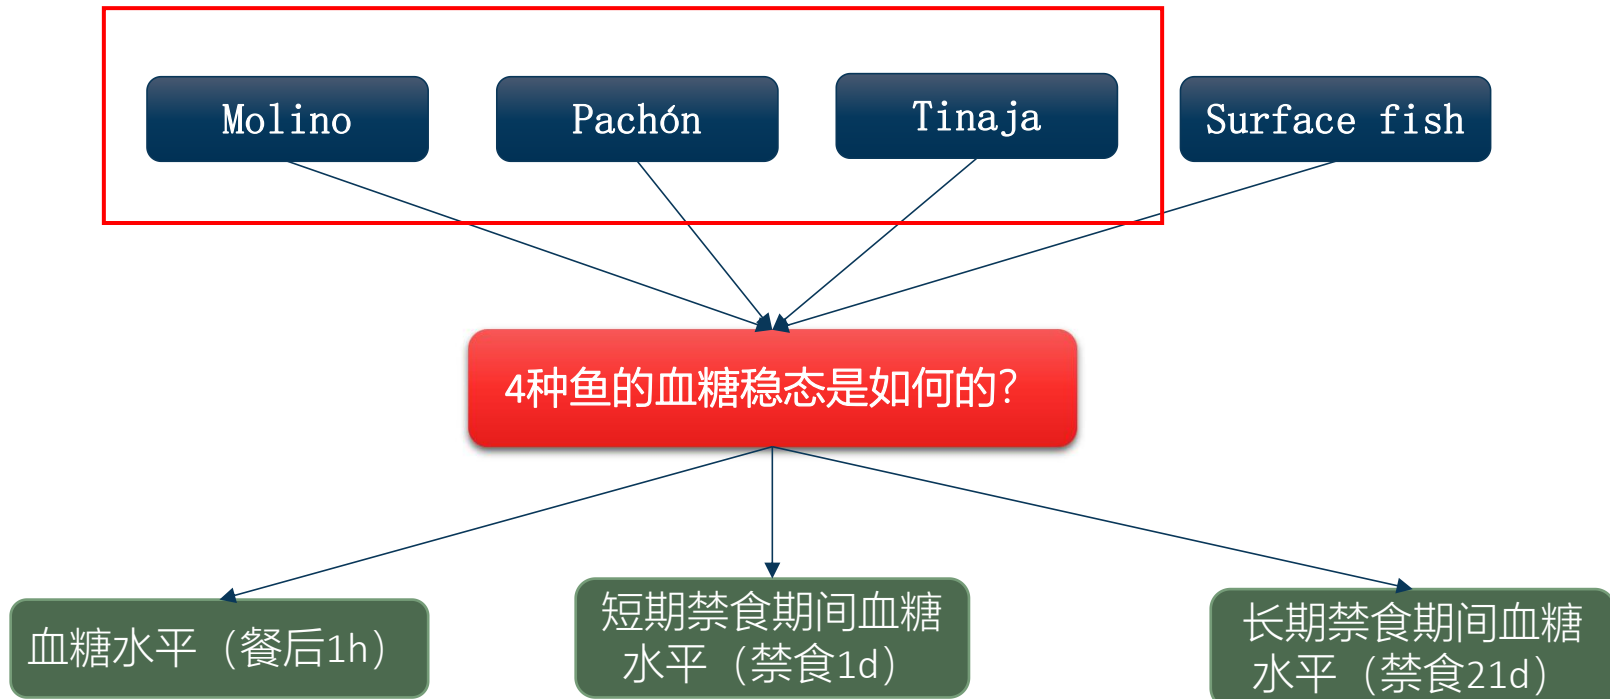 Molino
Pachón
Tinaja
Surface fish
4种鱼的血糖稳态是如何的?
血糖水平（餐后1h）
短期禁食期间血糖
水平（禁食1d）
长期禁食期间血糖
水平（禁食21d）